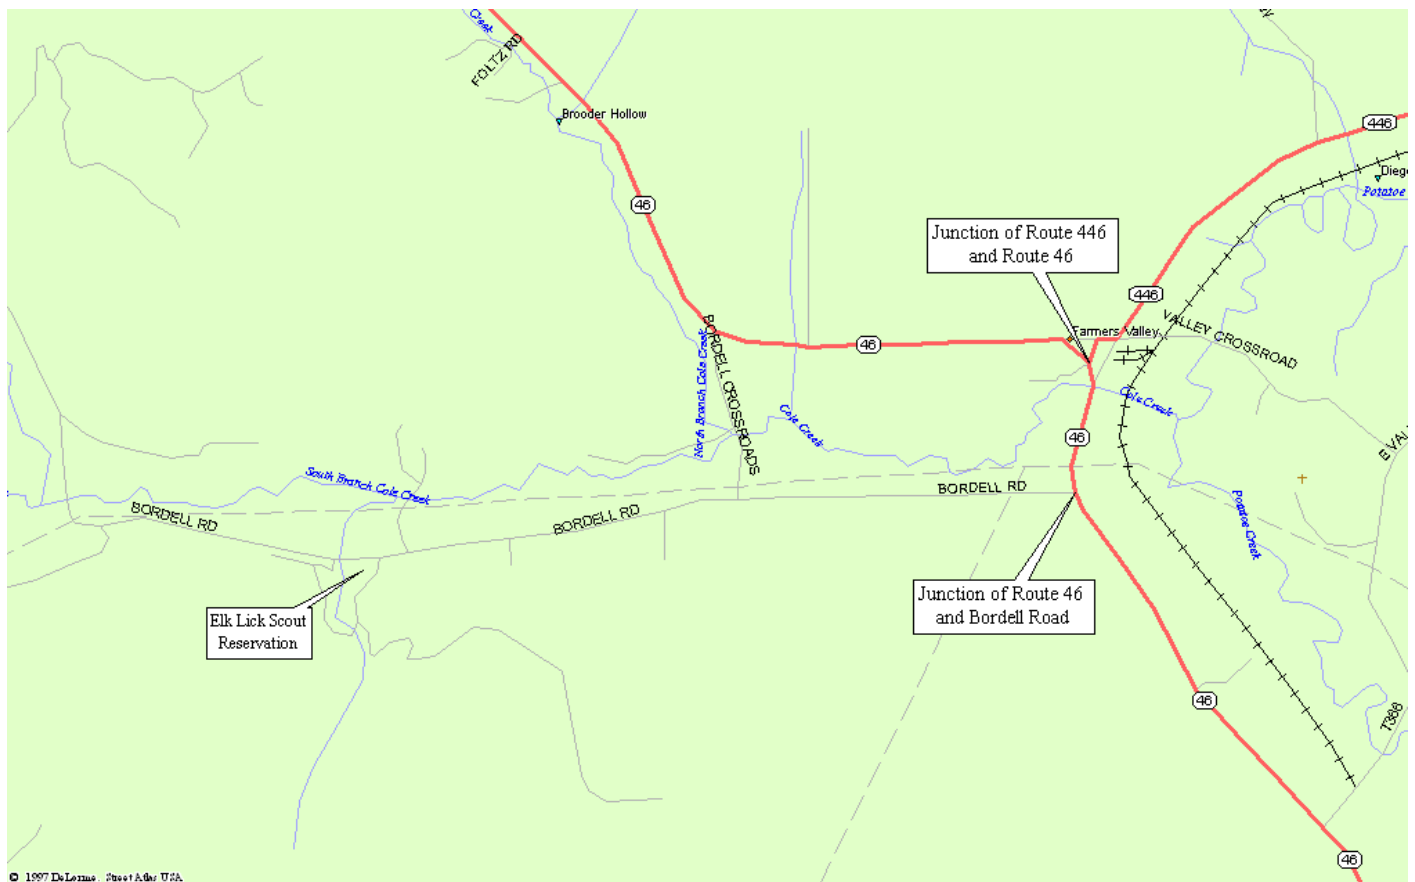 Creek
FOLTZ RD
Brooder Hollow
446
Diege
Potatoe
46
Junction of Route 446
and Route 46
446
Farmers Valley
VALLEY CROSSROAD
46
BORDELL CROSSROADS
North Branch Cole Creek
Cole Creek
Cole Creek
46
E VALL
South Branch Cole Creek
BORDELL RD
BORDELL RD
BORDELL RD
Potatoe Creek
Junction of Route 46
and Bordell Road
Elk Lick Scout
Reservation
46
T366
46
© 1997 DeLorme. Street Atlas USA